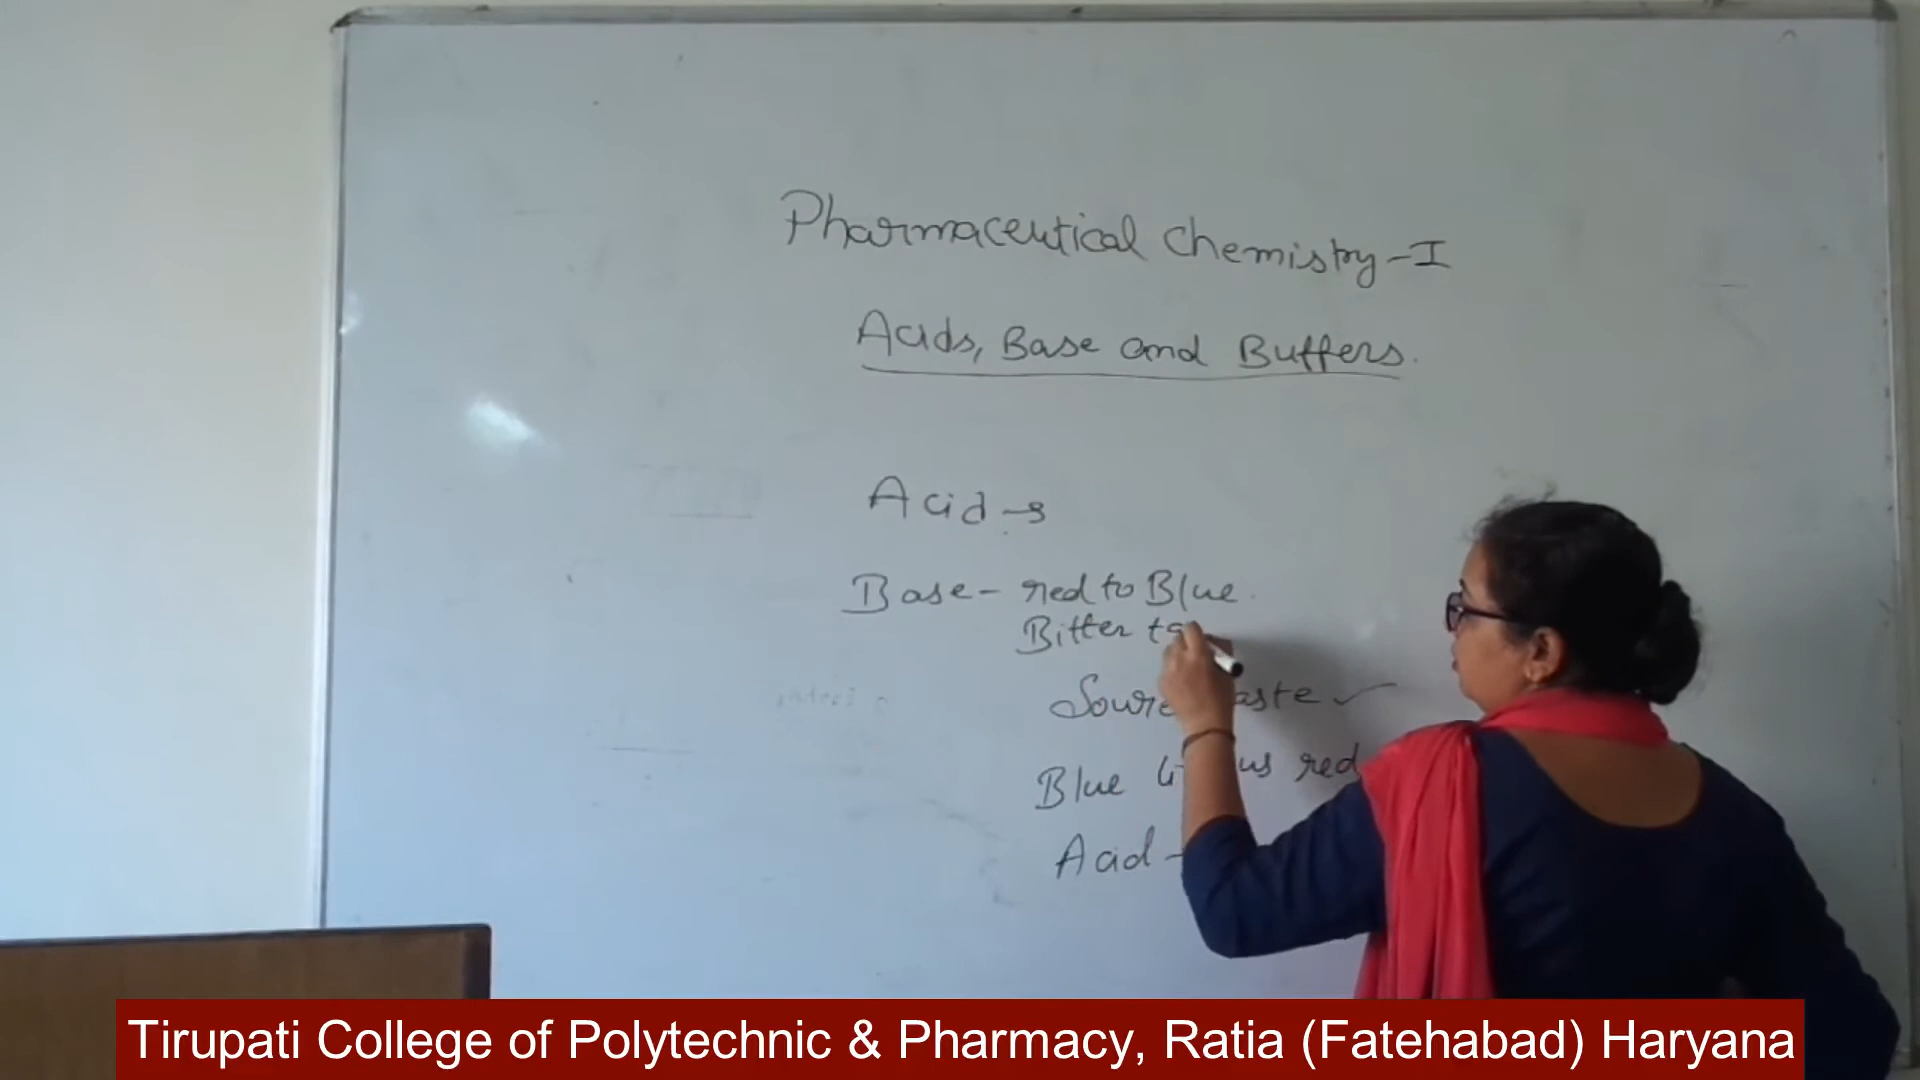 Pharmaceutical Chemistry-I
Acids, Base and Buffers.
Acid →
Base - red to Blue.
Bitter
Blue red
Acid -
Tirupati College of Polytechnic & Pharmacy, Ratia (Fatehabad) Haryana